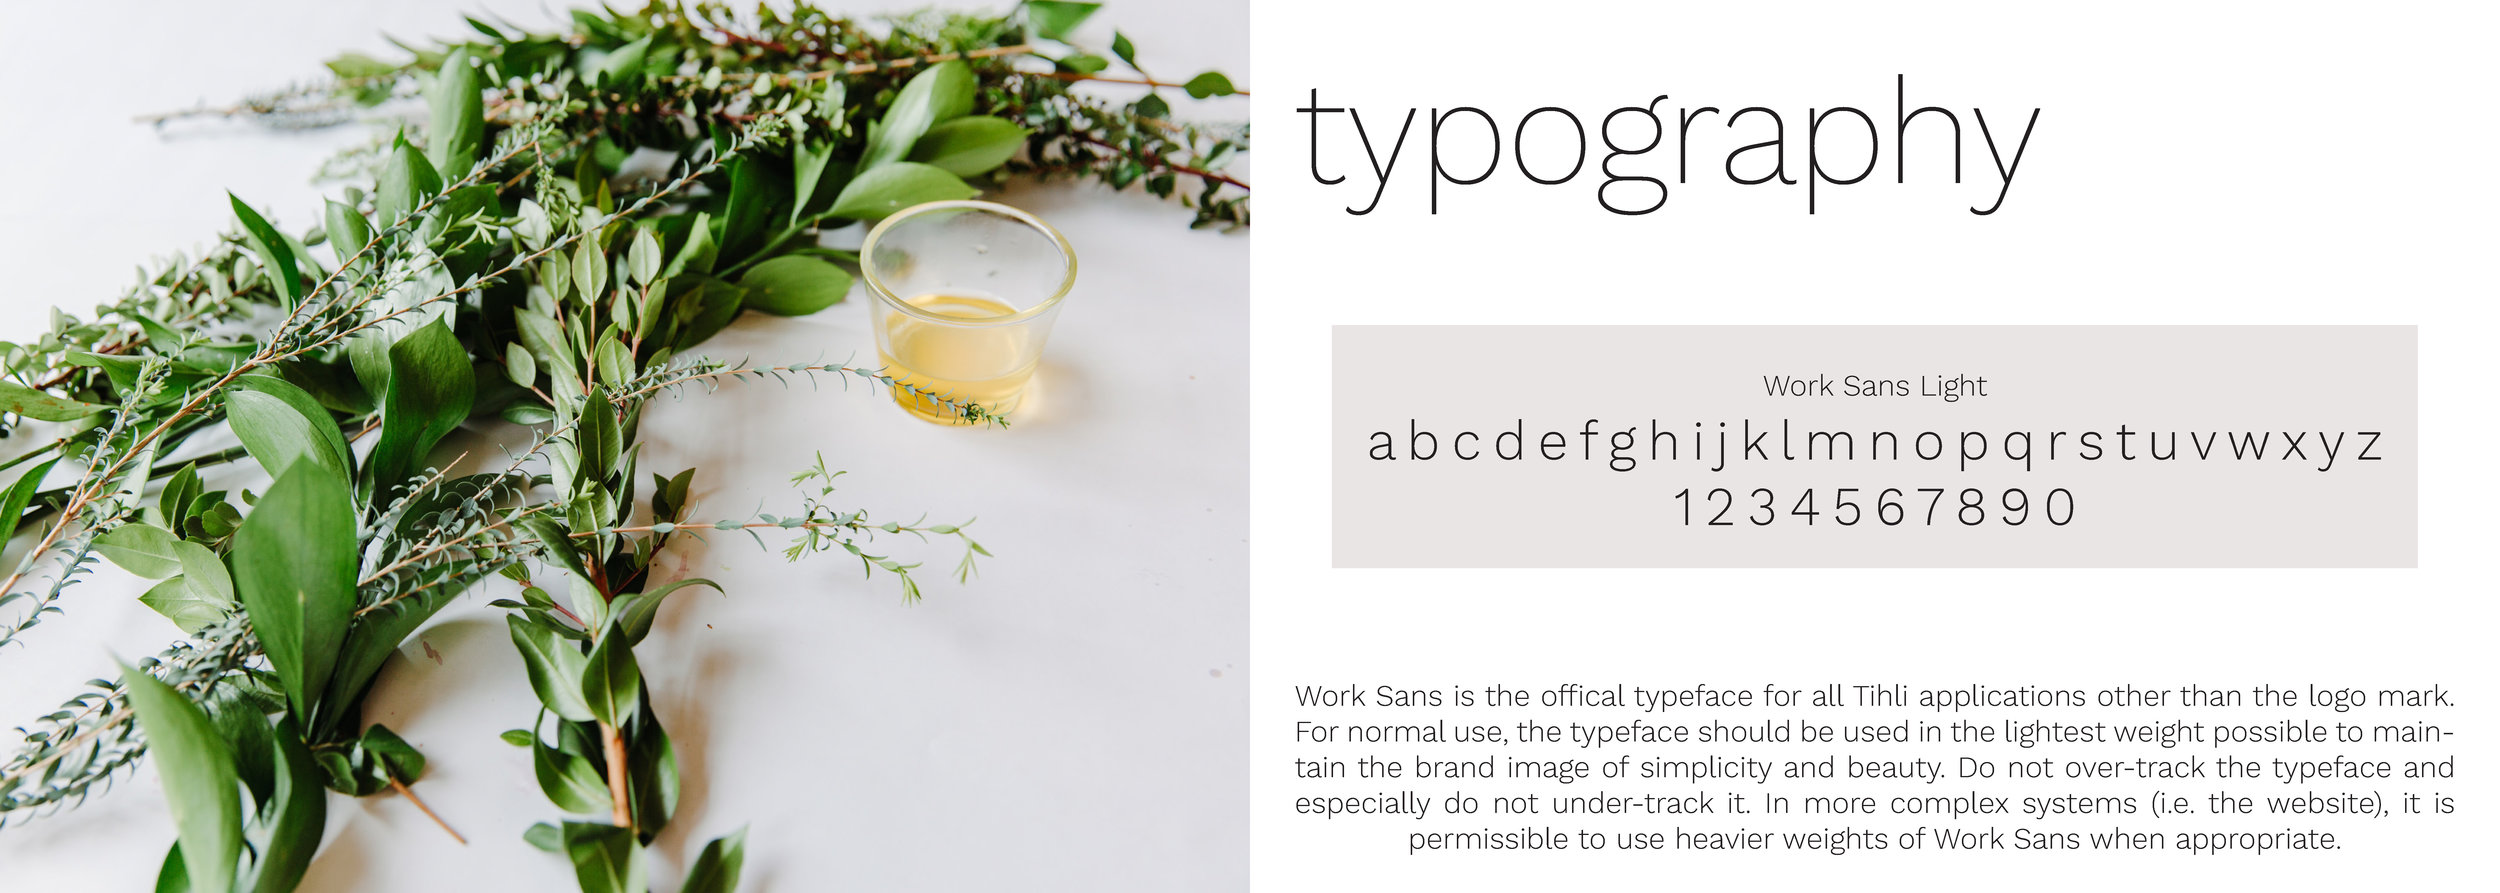 typography
Work Sans Light
a b c d e f g h i j k l m n o p q r s t u v w x y z
1 2 3 4 5 6 7 8 9 0
Work Sans is the offical typeface for all Tihli applications other than the logo mark.
For normal use, the typeface should be used in the lightest weight possible to main-
tain the brand image of simplicity and beauty. Do not over-track the typeface and
especially do not under-track it. In more complex systems (i.e. the website), it is
permissible to use heavier weights of Work Sans when appropriate.